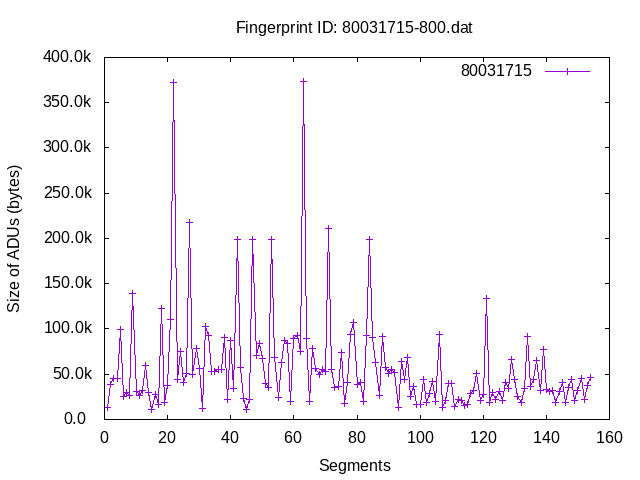 Fingerprint ID: 80031715-800.dat
400.0k
80031715
350.0k
300.0k
250.0k
200.0k
150.0k
100.0k
50.0k
0.0
Size of ADUs (bytes)
0 20 40 60 80 100 120 140 160
Segments